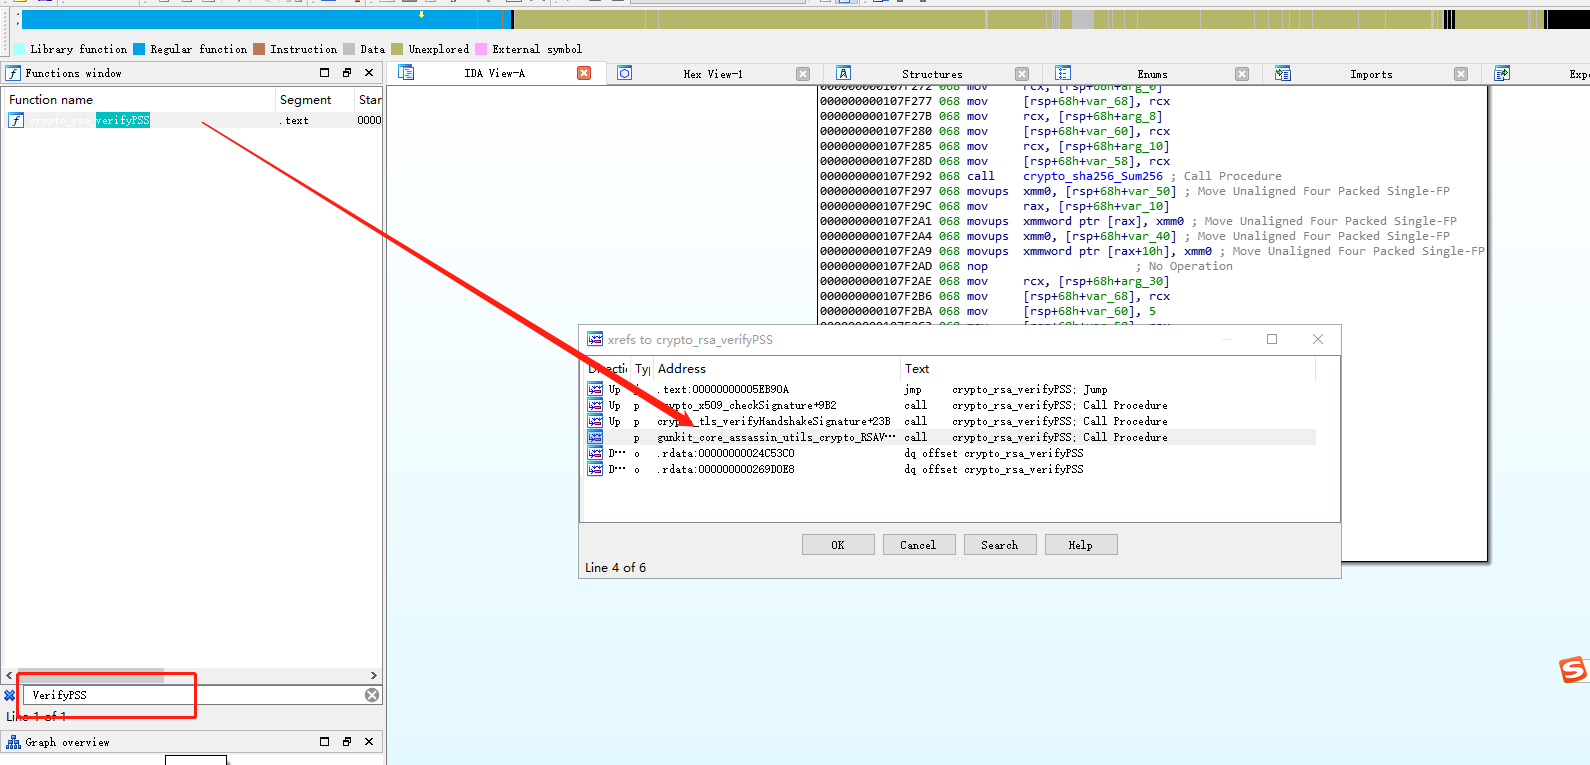 Library function Regular function Instruction Data Unexplored External symbol
Functions window
IDA View-A Hex View-1 Structures Enums Imports
Function name Segment
crypto_rsa_verifyPSS .text 0000
000000000107F272 068 mov rcx, [rsp+68h+arg_0]
000000000107F277 068 mov [rsp+68h+var_68], rcx
000000000107F27B 068 mov rcx, [rsp+68h+arg_8]
000000000107F280 068 mov [rsp+68h+var_60], rcx
000000000107F285 068 mov rcx, [rsp+68h+arg_10]
000000000107F28D 068 mov [rsp+68h+var_58], rcx
000000000107F292 068 call crypto_sha256_Sum256 ; Call Procedure
000000000107F297 068 movups xmm0, [rsp+68h+var_50] ; Move Unaligned Four Packed Single-FP
000000000107F29C 068 mov rax, [rsp+68h+var_10]
000000000107F2A1 068 movups xmmword ptr [rax], xmm0 ; Move Unaligned Four Packed Single-FP
000000000107F2A4 068 movups xmm0, [rsp+68h+var_40] ; Move Unaligned Four Packed Single-FP
000000000107F2A9 068 movups xmmword ptr [rax+10h], xmm0 ; Move Unaligned Four Packed Single-FP
000000000107F2AD 068 nop ; No Operation
000000000107F2AE 068 mov rcx, [rsp+68h+arg_30]
000000000107F2B6 068 mov [rsp+68h+var_68], rcx
000000000107F2BA 068 mov [rsp+68h+var_60], 5
xrefs to crypto_rsa_verifyPSS
Address Text
Up j .text:00000000005EB90A jmp crypto_rsa_verifyPSS; Jump
Up p crypto_x509_checkSignature+9B2 call crypto_rsa_verifyPSS; Call Procedure
Up p crypto_tls_verifyHandshakeSignature+23B call crypto_rsa_verifyPSS; Call Procedure
p gunkit_core_assassin_utils_crypto_RSAV··· call crypto_rsa_verifyPSS; Call Procedure
D··· o .rdata:00000000024C53C0 dq offset crypto_rsa_verifyPSS
D··· o .rdata:000000000269D0E8 dq offset crypto_rsa_verifyPSS
OK Cancel Search Help
Line 4 of 6
VerifyPSS
Line 1 of 1
Graph overview